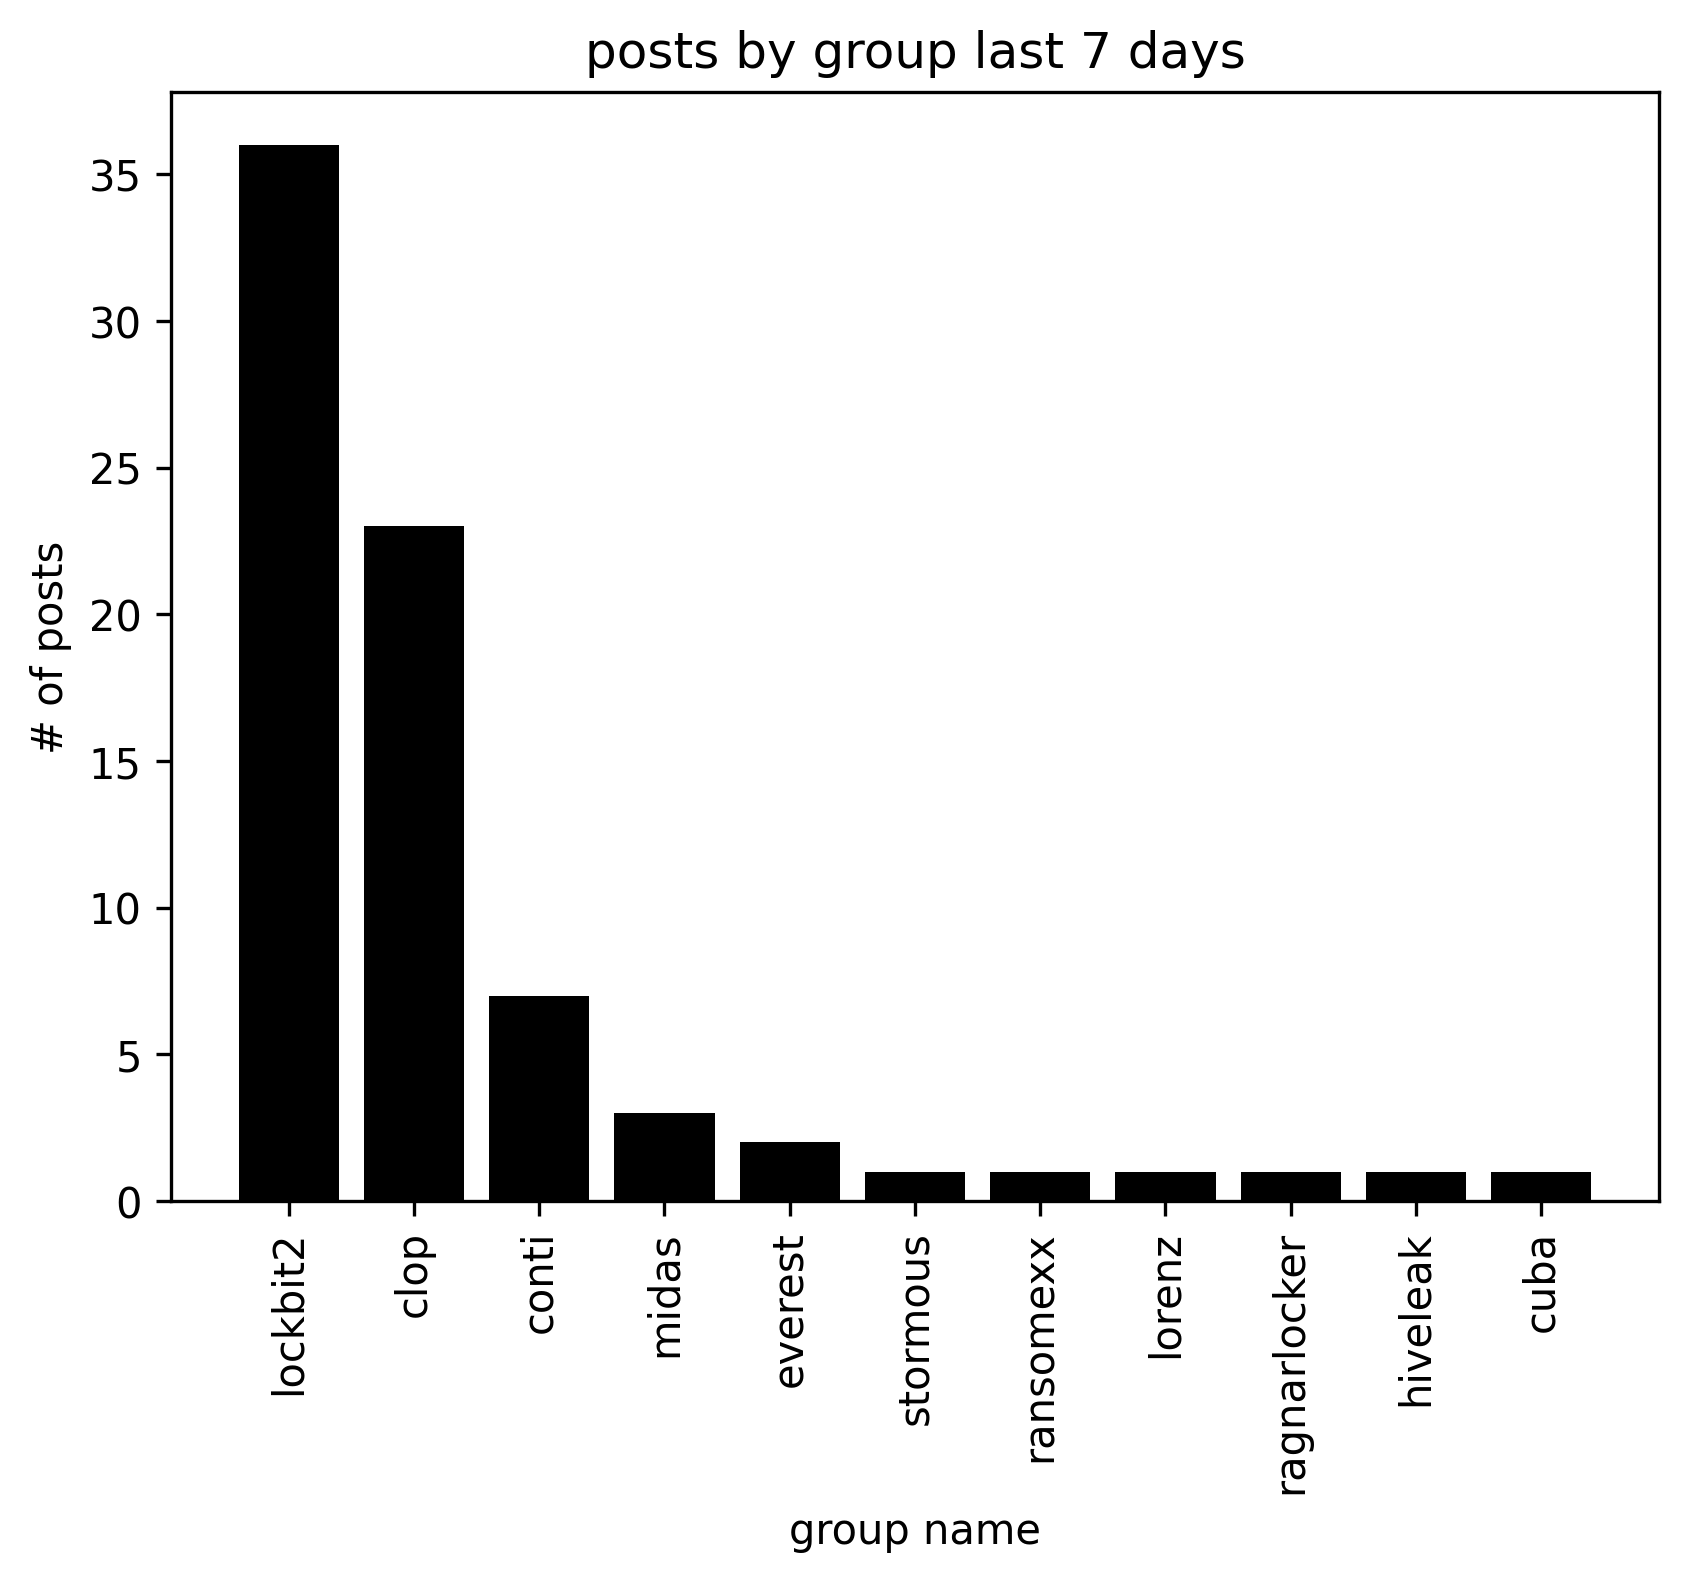 posts by group last 7 days
35
30
25
20
15
10
5
0
# of posts
lockbit2
clop
conti
midas
everest
stormous
ransomexx
lorenz
ragnarlocker
hiveleak
cuba
group name